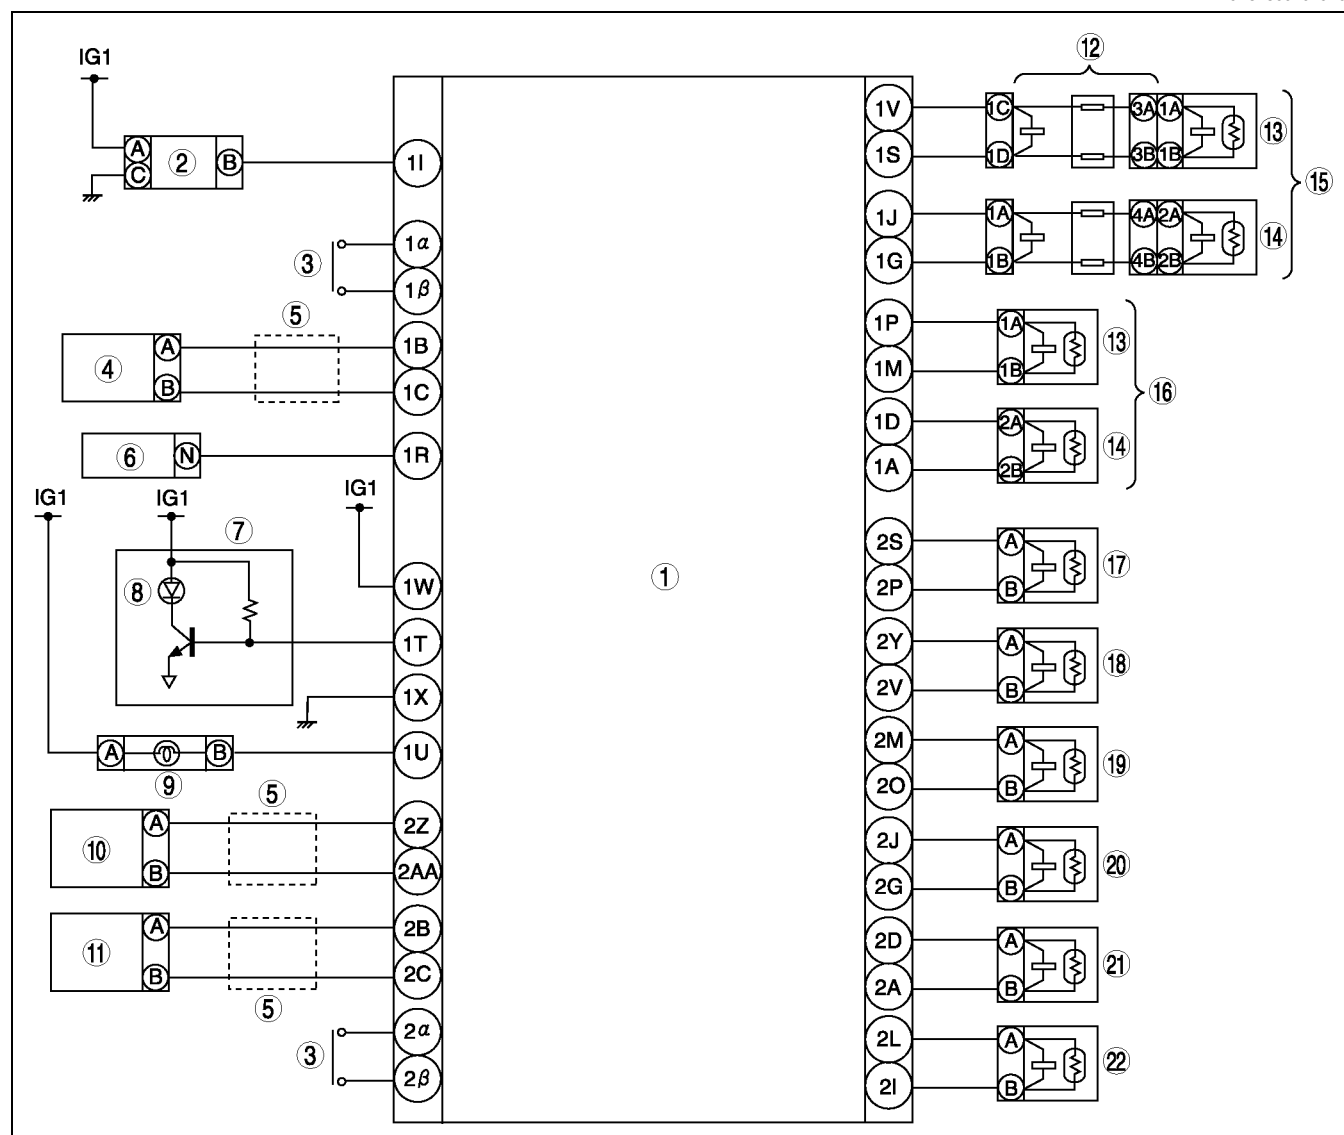 IG1
A
C
②
B
1I
③
1α
1β
⑤
④
A
B
1B
1C
⑥
N
1R
IG1
IG1
IG1
⑦
⑧
1W
1T
1X
A
B
⑨
1U
⑤
⑩
A
B
2Z
2AA
⑪
A
B
2B
2C
⑤
③
2α
2β
①
⑫
1V
1S
1C
1D
3A
1A
3B
1B
⑬
⑮
1J
1G
1A
1B
4A
2A
4B
2B
⑭
1P
1M
1A
1B
⑬
⑯
1D
1A
2A
2B
⑭
2S
2P
A
B
⑰
2Y
2V
A
B
⑱
2M
2O
A
B
⑲
2J
2G
A
B
⑳
2D
2A
A
B
㉑
2L
2I
A
B
㉒